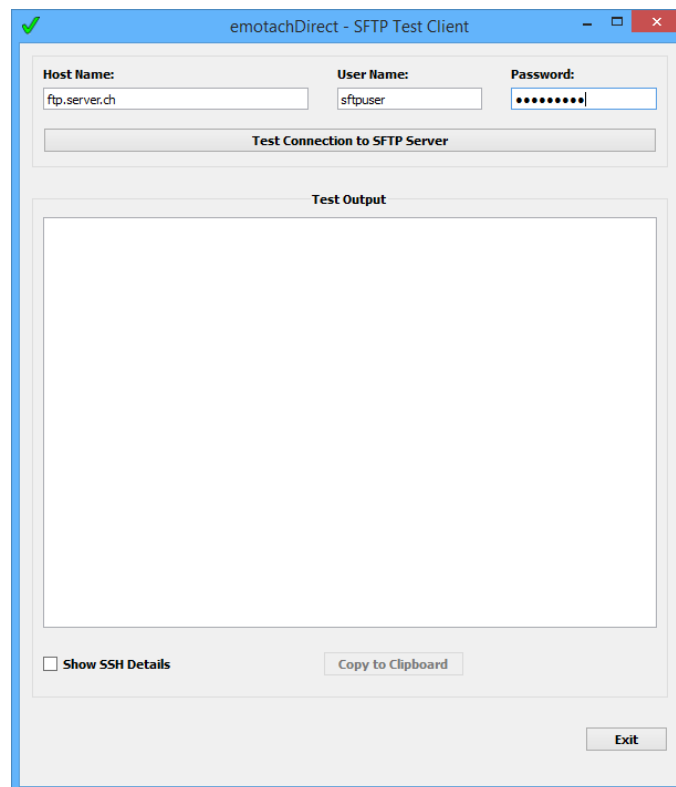 emotachDirect - SFTP Test Client
Host Name: User Name: Password:
ftp.server.ch sftpuser •••••••••
Test Connection to SFTP Server
Test Output
Show SSH Details Copy to Clipboard
Exit